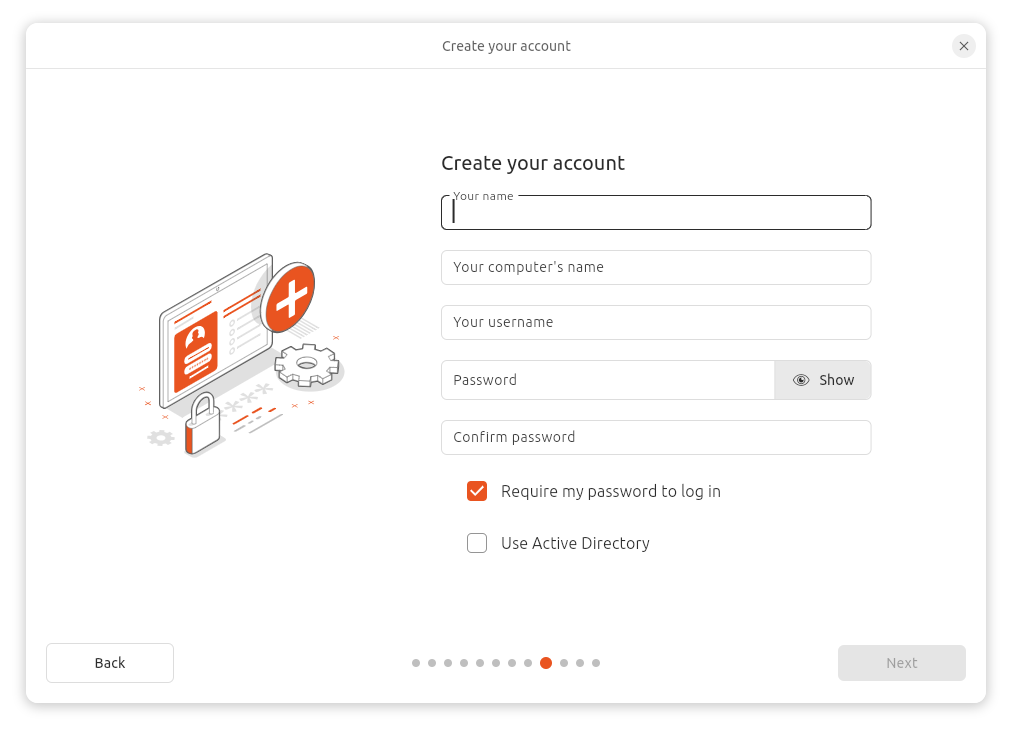 Create your account
Create your account
Your name
Your computer's name
Your username
Password
Show
Confirm password
Require my password to log in
Use Active Directory
Back
Next